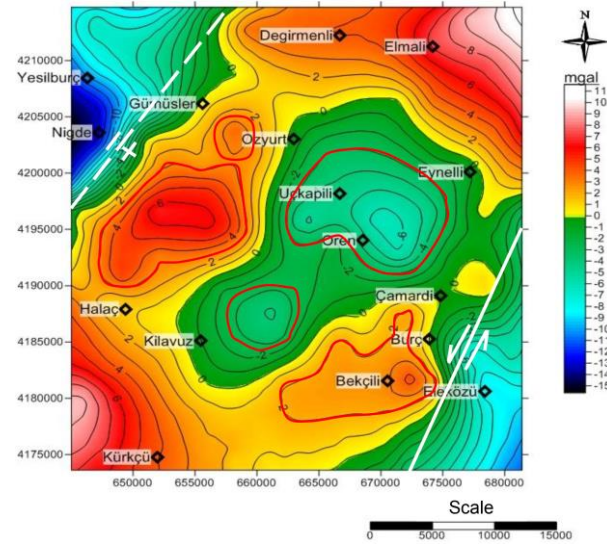 4210000
4205000
4200000
4195000
4190000
4185000
4180000
4175000
650000 655000 660000 665000 670000 675000 680000
Degirmenli
Elmali
Yesilburç
Gümüsler
Nigde
Ozyurt
Eynelli
Uçkapili
Oren
Çamardi
Halaç
Kilavuz
Burç
Bekçili
Eleközü
Kürkçü
N
mgal
11
10
9
8
7
6
5
4
3
2
1
0
-1
-2
-3
-4
-5
-6
-7
-8
-9
-10
-11
-12
-13
-14
-15
Scale
0 5000 10000 15000